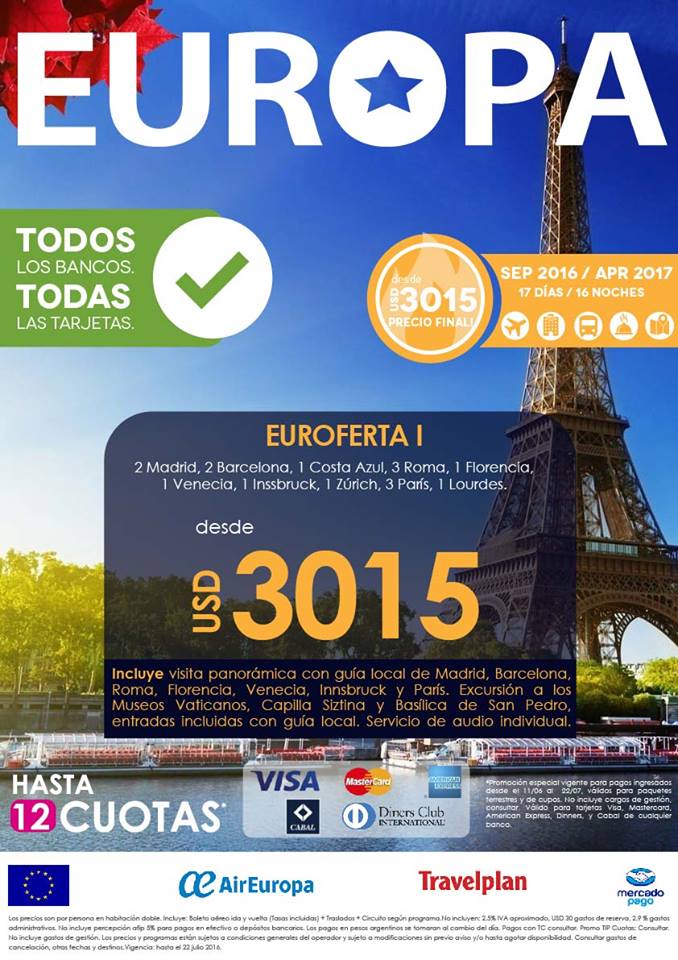 EUROPA
TODOS
LOS BANCOS.
TODAS
LAS TARJETAS.
desde
USD 3015
PRECIO FINAL!
SEP 2016 / APR 2017
17 DÍAS / 16 NOCHES
EUROFERTA I
2 Madrid, 2 Barcelona, 1 Costa Azul, 3 Roma, 1 Florencia,
1 Venecia, 1 Inssbruck, 1 Zúrich, 3 París, 1 Lourdes.
desde
USD 3015
Incluye visita panorámica con guía local de Madrid, Barcelona,
Roma, Florencia, Venecia, Innsbruck y París. Excursión a los
Museos Vaticanos, Capilla Siztina y Basílica de San Pedro,
entradas incluidas con guía local. Servicio de audio individual.
HASTA
12 CUOTAS*
VISA
MasterCard
AMERICAN EXPRESS
CABAL
Diners Club
INTERNATIONAL
*Promoción especial vigente para pagos ingresados
desde el 11/06 al 22/07, válidos para paquetes
terrestres y de cupos. No incluye cargos de gestión,
consultar. Válido para tarjetas Visa, Mastercard,
American Express, Dinners, y Cabal de cualquier
banco.
AirEuropa
Travelplan
mercado
pago
Los precios son por persona en habitación doble. Incluye: Boleto aéreo ida y vuelta (Tasas incluidas) + Traslados + Circuito según programa.No incluyen: 2.5% IVA aproximado, USD 30 gastos de reserva, 2.9 % gastos
administrativos. No incluye percepción afip 5% para pagos en efectivo o depósitos bancarios. Los pagos en pesos argentinos se tomaran al cambio del día. Pagos con TC consultar. Promo TIP Cuotas: Consultar.
No incluye gastos de gestión. Los precios y programas están sujetos a condiciones generales del operador y sujeto a modificaciones sin previo aviso y/o hasta agotar disponibilidad. Consultar gastos de
cancelación, otras fechas y destinos.Vigencia: hasta el 22 julio 2016.